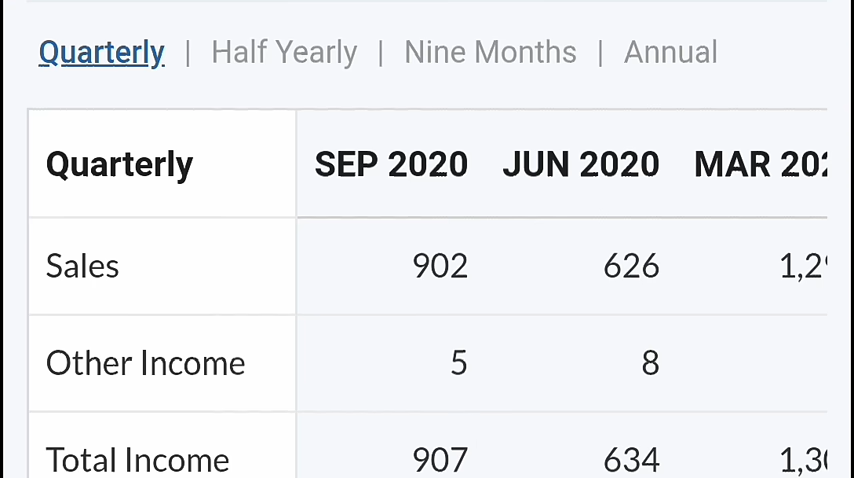 Quarterly | Half Yearly | Nine Months | Annual
Quarterly SEP 2020 JUN 2020 MAR
Sales 902 626
Other Income 5 8
Total Income 907 634